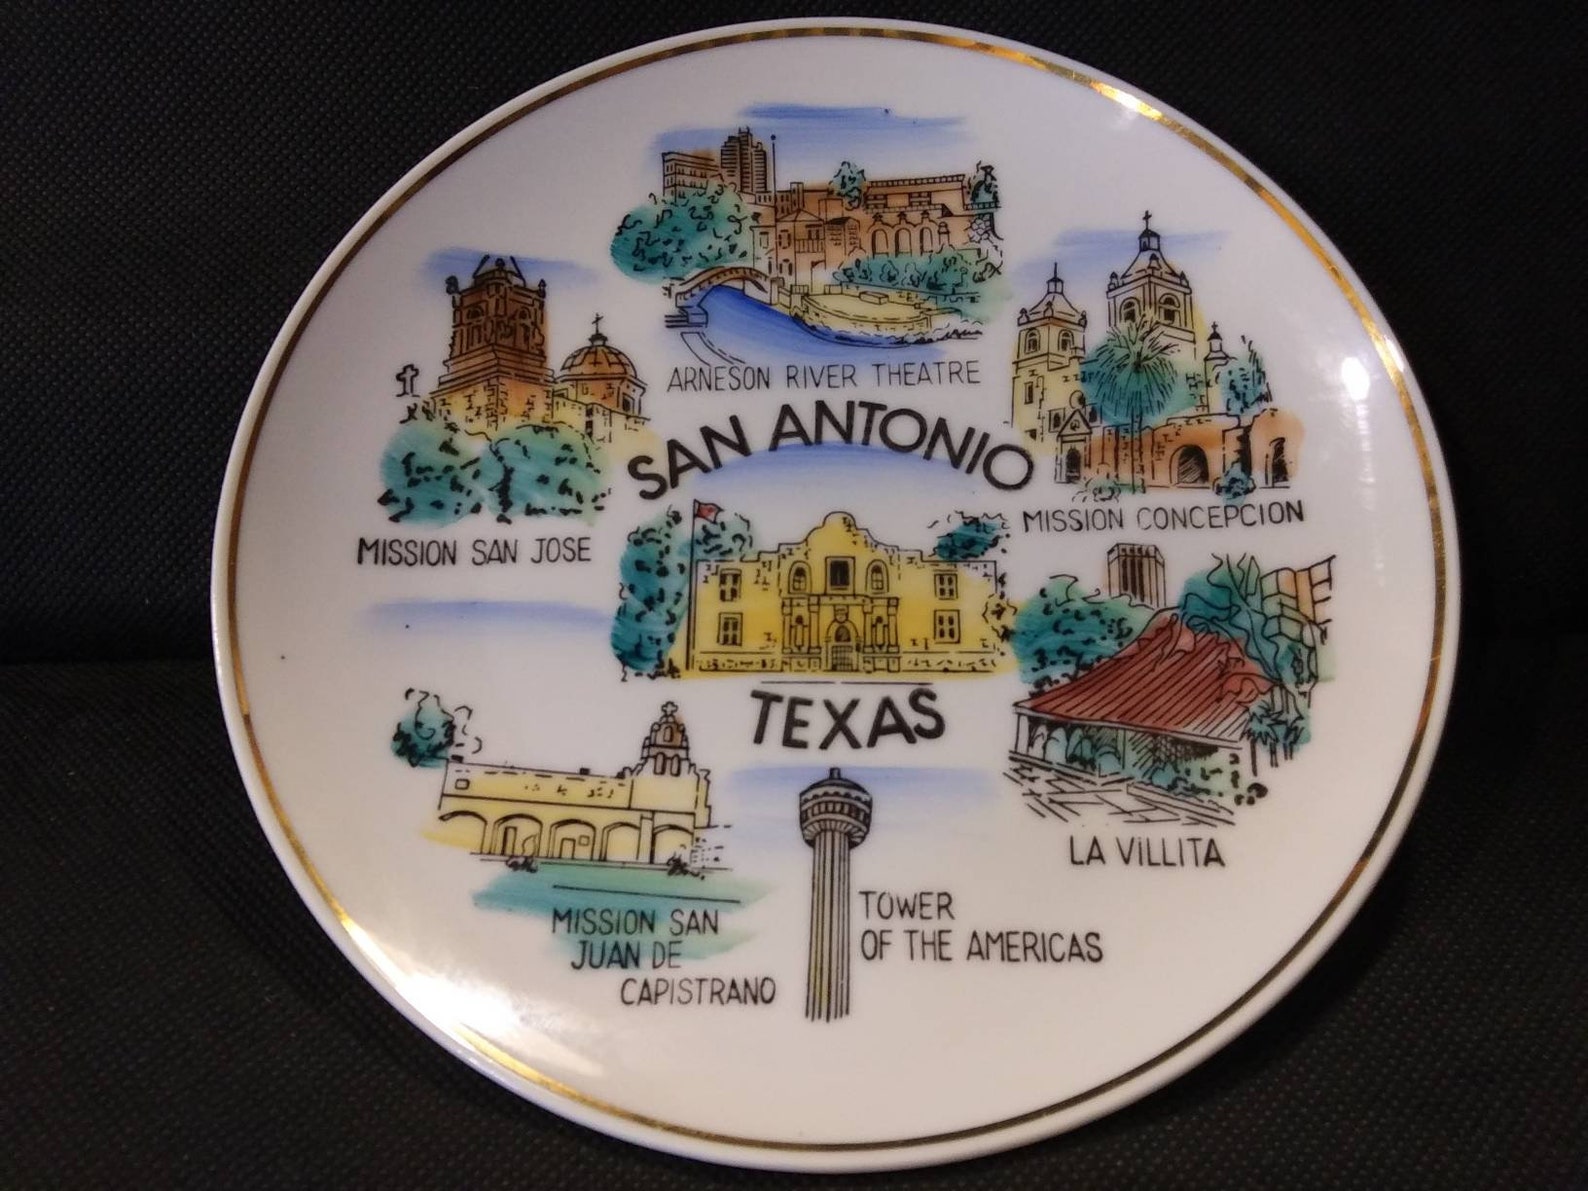 ARNESON RIVER THEATRE
SAN ANTONIO
MISSION SAN JOSE
MISSION CONCEPCION
TEXAS
LA VILLITA
MISSION SAN
JUAN DE
CAPISTRANO
TOWER
OF THE AMERICAS